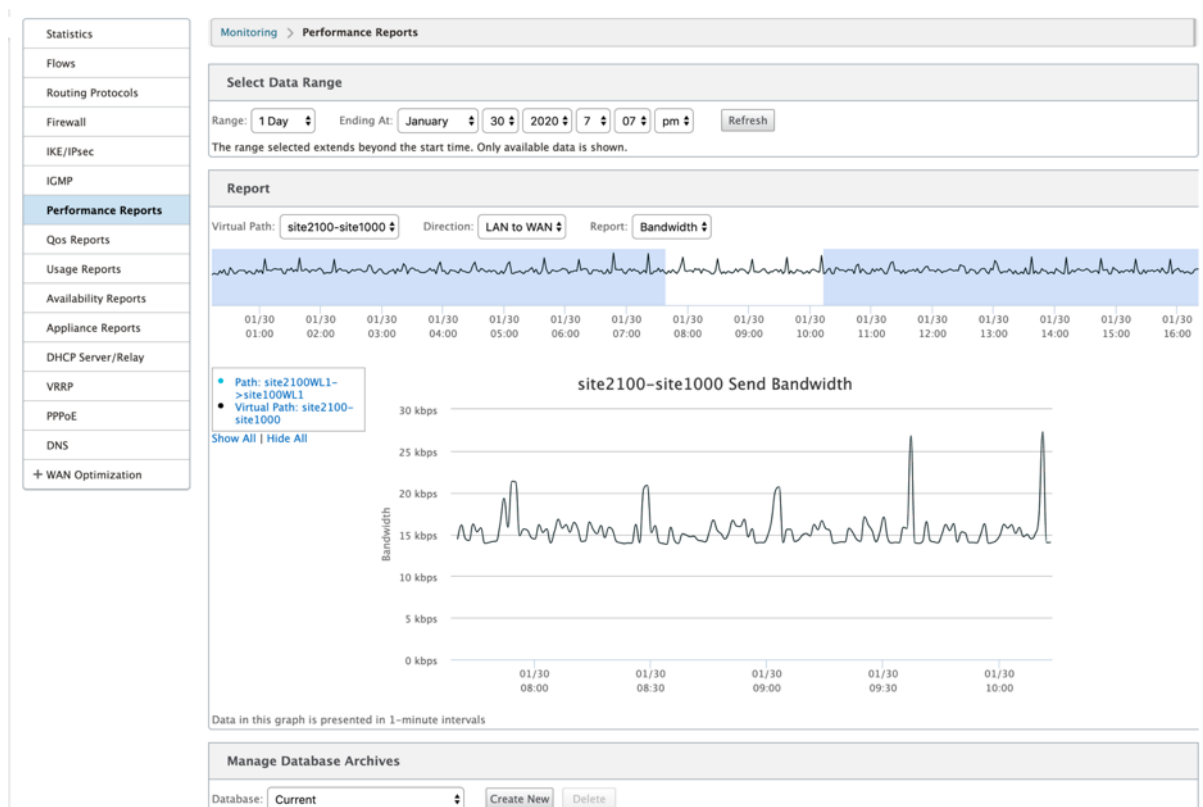 Statistics
Flows
Routing Protocols
Firewall
IKE/IPsec
IGMP
Performance Reports
Qos Reports
Usage Reports
Availability Reports
Appliance Reports
DHCP Server/Relay
VRRP
PPPoE
DNS
+ WAN Optimization
Monitoring > Performance Reports
Select Data Range
Range: 1 Day Ending At: January 30 2020 7 07 pm Refresh
The range selected extends beyond the start time. Only available data is shown.
Report
Virtual Path: site2100-site1000 Direction: LAN to WAN Report: Bandwidth
01/30 01/30 01/30 01/30 01/30 01/30 01/30 01/30 01/30 01/30 01/30 01/30 01/30 01/30 01/30 01/30
01:00 02:00 03:00 04:00 05:00 06:00 07:00 08:00 09:00 10:00 11:00 12:00 13:00 14:00 15:00 16:00
Path: site2100WL1-
>site100WL1
Virtual Path: site2100-
site1000
Show All | Hide All
site2100-site1000 Send Bandwidth
30 kbps
25 kbps
20 kbps
15 kbps
10 kbps
5 kbps
0 kbps
Bandwidth
01/30 01/30 01/30 01/30 01/30
08:00 08:30 09:00 09:30 10:00
Data in this graph is presented in 1-minute intervals
Manage Database Archives
Database: Current Create New Delete